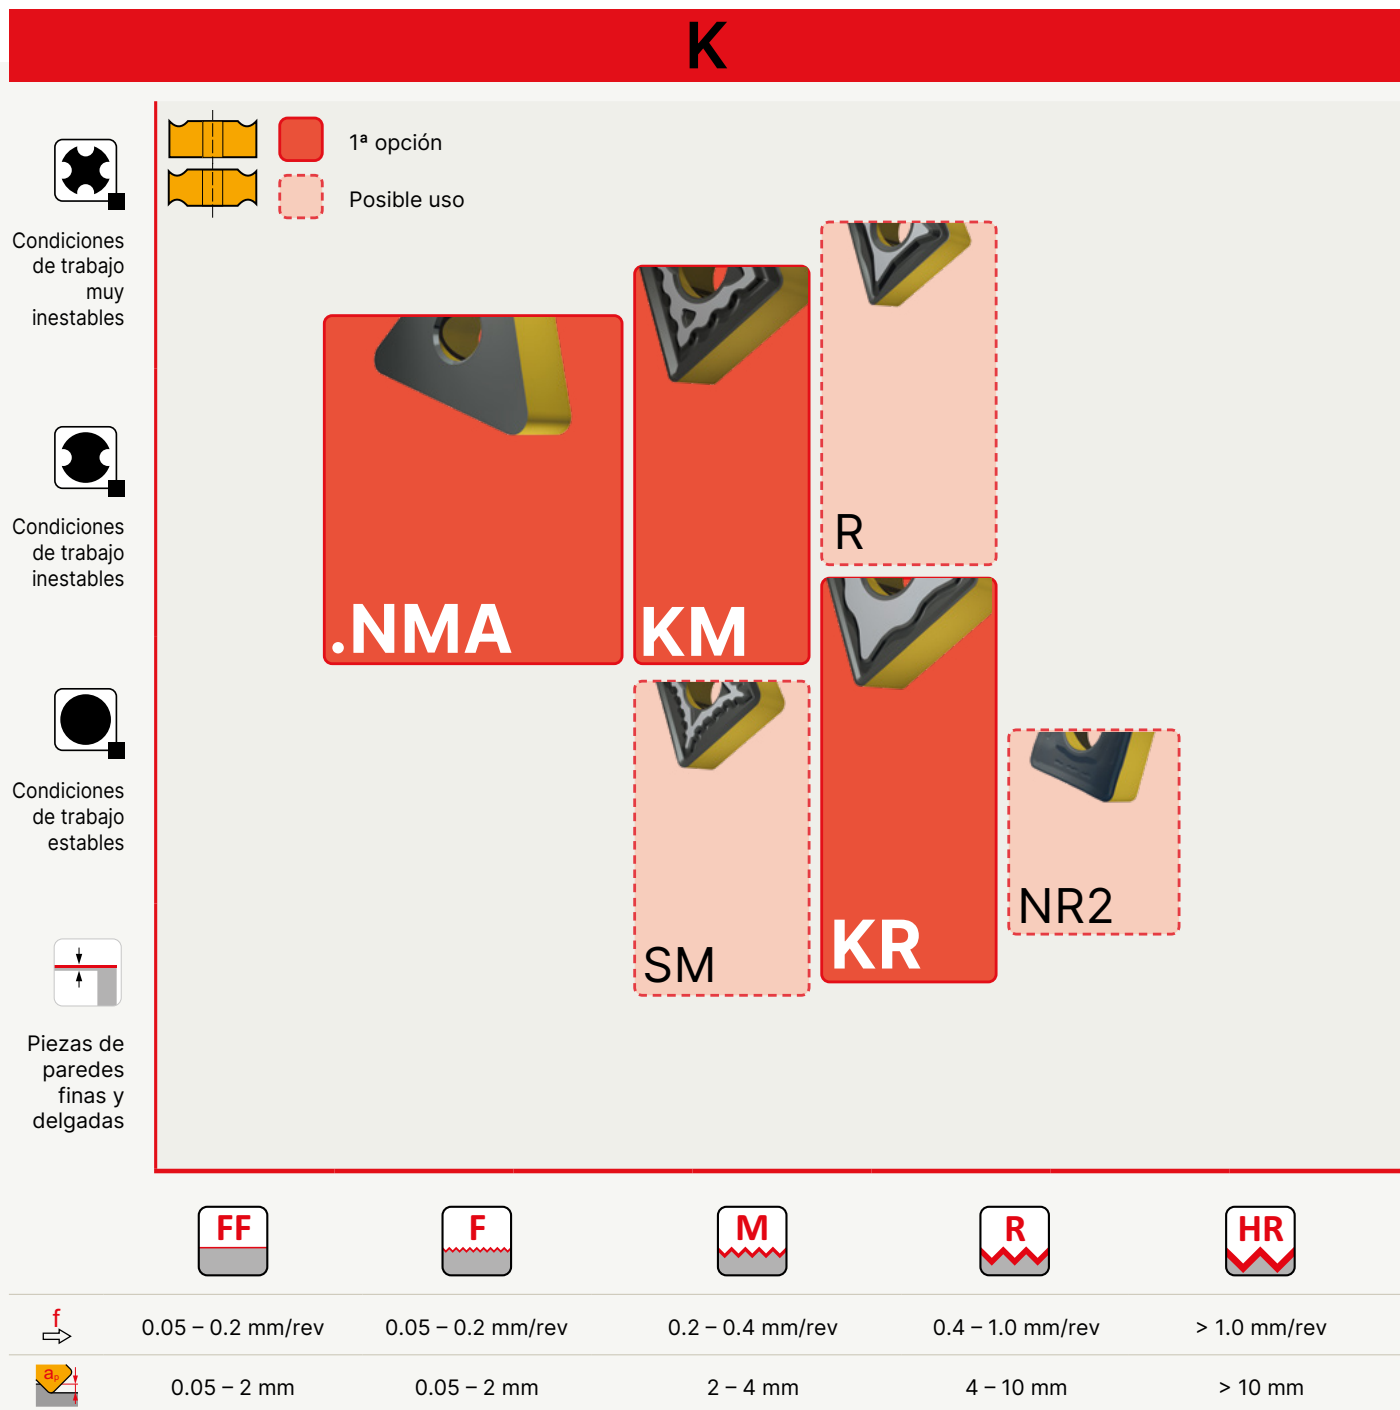 K
1ª opción
Posible uso
Condiciones
de trabajo
muy
inestables
Condiciones
de trabajo
inestables
Condiciones
de trabajo
estables
Piezas de
paredes
finas y
delgadas
R
.NMA
KM
SM
KR
NR2
FF F M R HR
f 0.05 – 0.2 mm/rev 0.05 – 0.2 mm/rev 0.2 – 0.4 mm/rev 0.4 – 1.0 mm/rev > 1.0 mm/rev
aₚ 0.05 – 2 mm 0.05 – 2 mm 2 – 4 mm 4 – 10 mm > 10 mm